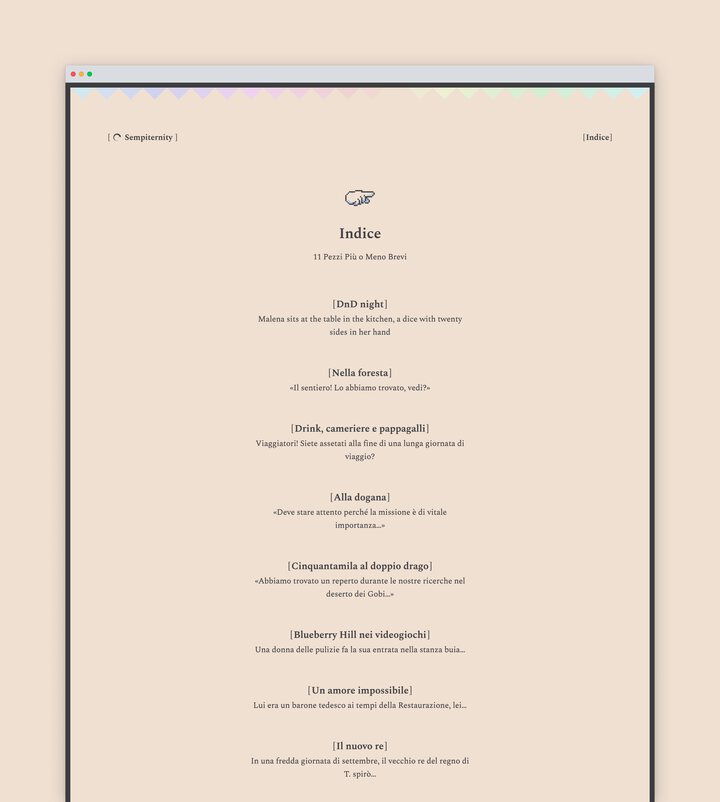 [ Sempiternity ]
[Indice]
Indice
11 Pezzi Più o Meno Brevi
[DnD night]
Malena sits at the table in the kitchen, a dice with twenty
sides in her hand
[Nella foresta]
«Il sentiero! Lo abbiamo trovato, vedi?»
[Drink, cameriere e pappagalli]
Viaggiatori! Siete assetati alla fine di una lunga giornata di
viaggio?
[Alla dogana]
«Deve stare attento perché la missione è di vitale
importanza...»
[Cinquantamila al doppio drago]
«Abbiamo trovato un reperto durante le nostre ricerche nel
deserto dei Gobi...»
[Blueberry Hill nei videogiochi]
Una donna delle pulizie fa la sua entrata nella stanza buia...
[Un amore impossibile]
Lui era un barone tedesco ai tempi della Restaurazione, lei...
[Il nuovo re]
In una fredda giornata di settembre, il vecchio re del regno di
T. spirò...